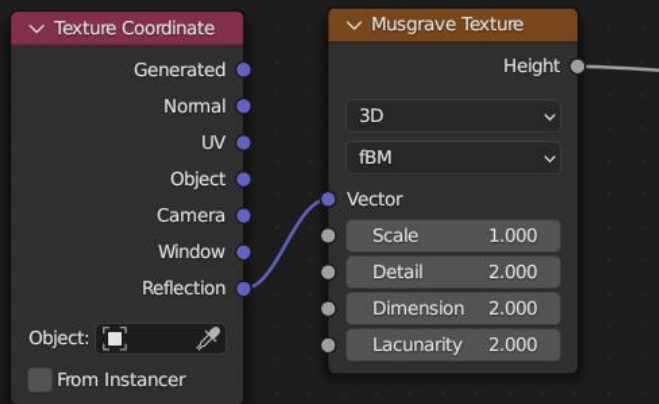 Texture Coordinate
Generated
Normal
UV
Object
Camera
Window
Reflection
Object:
From Instancer
Musgrave Texture
Height
3D
fBM
Vector
Scale 1.000
Detail 2.000
Dimension 2.000
Lacunarity 2.000